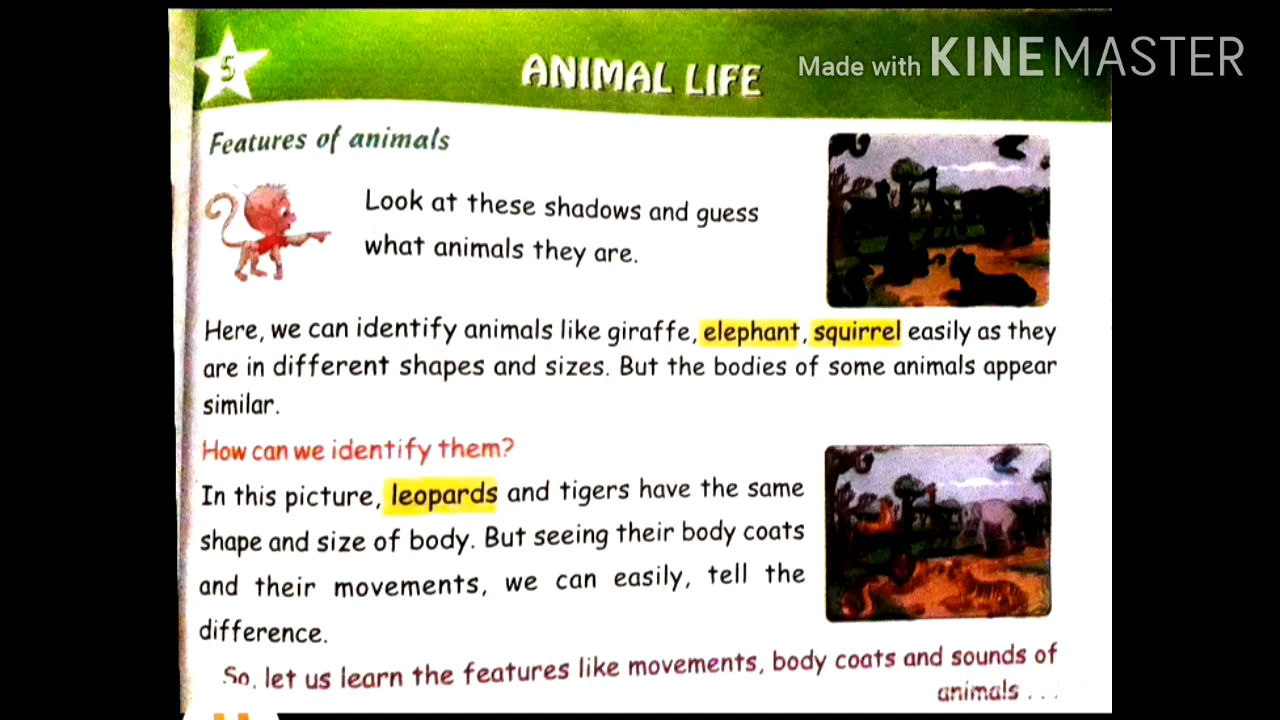 5
ANIMAL LIFE
Made with KINEMASTER
Features of animals
Look at these shadows and guess
what animals they are.
Here, we can identify animals like giraffe, elephant, squirrel easily as they
are in different shapes and sizes. But the bodies of some animals appear
similar.
How can we identify them?
In this picture, leopards and tigers have the same
shape and size of body. But seeing their body coats
and their movements, we can easily, tell the
difference.
So, let us learn the features like movements, body coats and sounds of
animals . . .